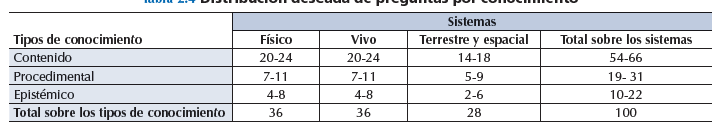 Tabla 2.4 Distribución deseada de preguntas por conocimiento
Sistemas
Tipos de conocimiento Físico Vivo Terrestre y espacial Total sobre los sistemas
Contenido 20-24 20-24 14-18 54-66
Procedimental 7-11 7-11 5-9 19- 31
Epistémico 4-8 4-8 2-6 10-22
Total sobre los tipos de conocimiento 36 36 28 100